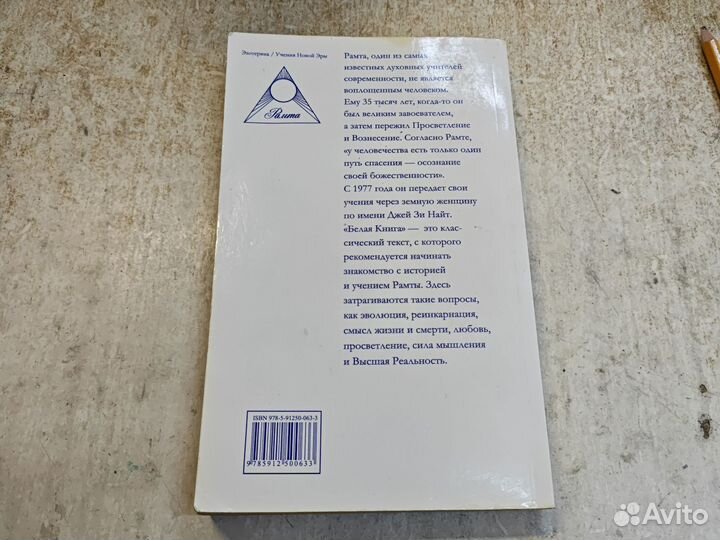 Эзотерика / Учения Новой Эры
Рамта
Рамта, один из самых
известных духовных учителей
современности, не является
воплощенным человеком.
Ему 35 тысяч лет, когда-то он
был великим завоевателем,
а затем пережил Просветление
и Вознесение. Согласно Рамте,
«у человечества есть только один
путь спасения — осознание
своей божественности».
С 1977 года он передает свои
учения через земную женщину
по имени Джей Зи Найт.
«Белая Книга» — это клас-
сический текст, с которого
рекомендуется начинать
знакомство с историей
и учением Рамты. Здесь
затрагиваются такие вопросы,
как эволюция, реинкарнация,
смысл жизни и смерти, любовь,
просветление, сила мышления
и Высшая Реальность.
ISBN 978-5-91250-063-3
9 785912 500633
Avito